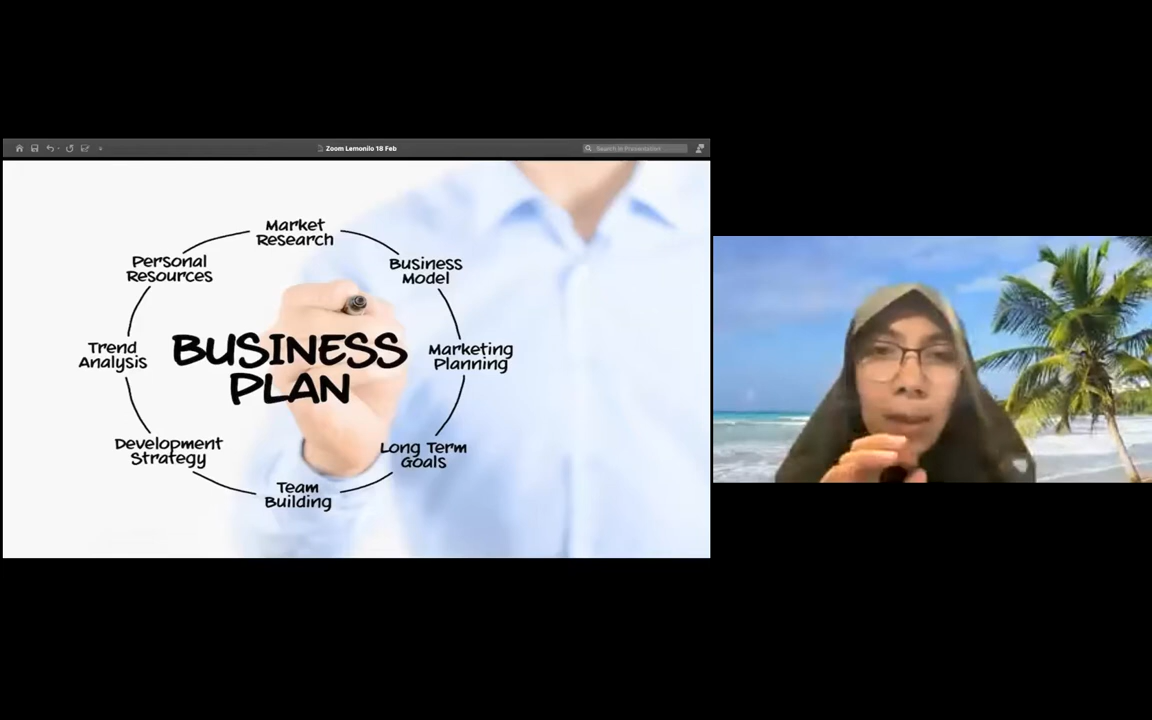 Zoom Lemonilo 18 Feb
Search in Presentation
Market
Research
Business
Model
Marketing
Planning
Long Term
Goals
Team
Building
Development
Strategy
Trend
Analysis
Personal
Resources
BUSINESS
PLAN